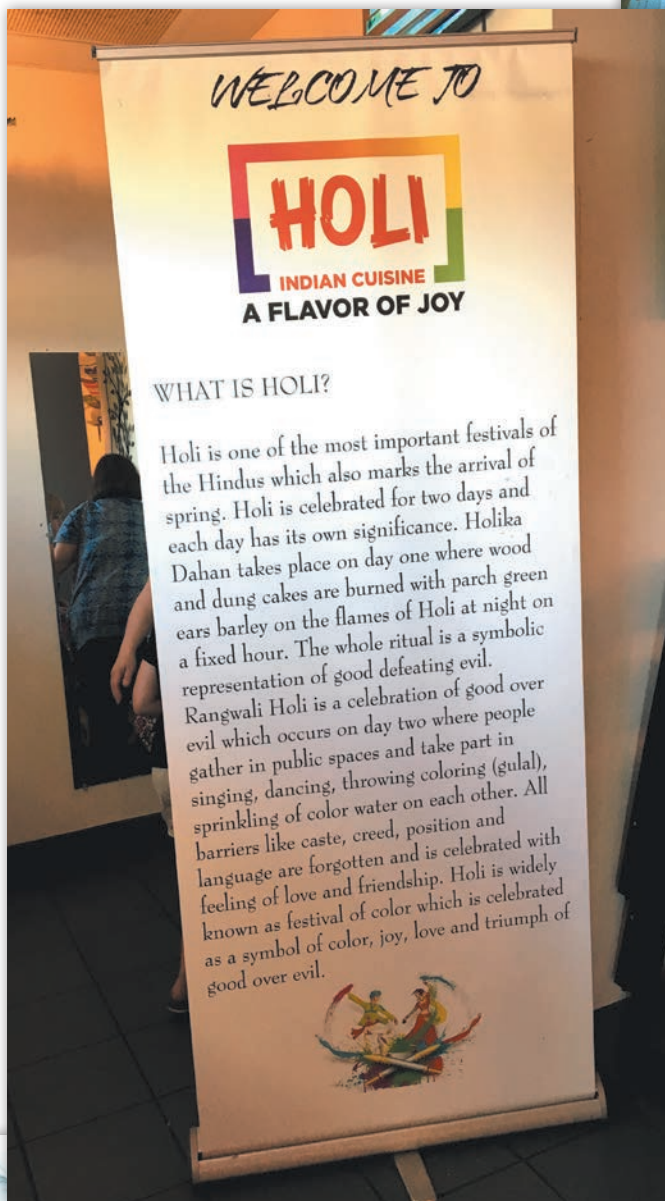 WELCOME TO
HOLI
INDIAN CUISINE
A FLAVOR OF JOY
WHAT IS HOLI?
Holi is one of the most important festivals of
the Hindus which also marks the arrival of
spring. Holi is celebrated for two days and
each day has its own significance. Holika
Dahan takes place on day one where wood
and dung cakes are burned with parch green
ears barley on the flames of Holi at night on
a fixed hour. The whole ritual is a symbolic
representation of good defeating evil.
Rangwali Holi is a celebration of good over
evil which occurs on day two where people
gather in public spaces and take part in
singing, dancing, throwing coloring (gulal),
sprinkling of color water on each other. All
barriers like caste, creed, position and
language are forgotten and is celebrated with
feeling of love and friendship. Holi is widely
known as festival of color which is celebrated
as a symbol of color, joy, love and triumph of
good over evil.